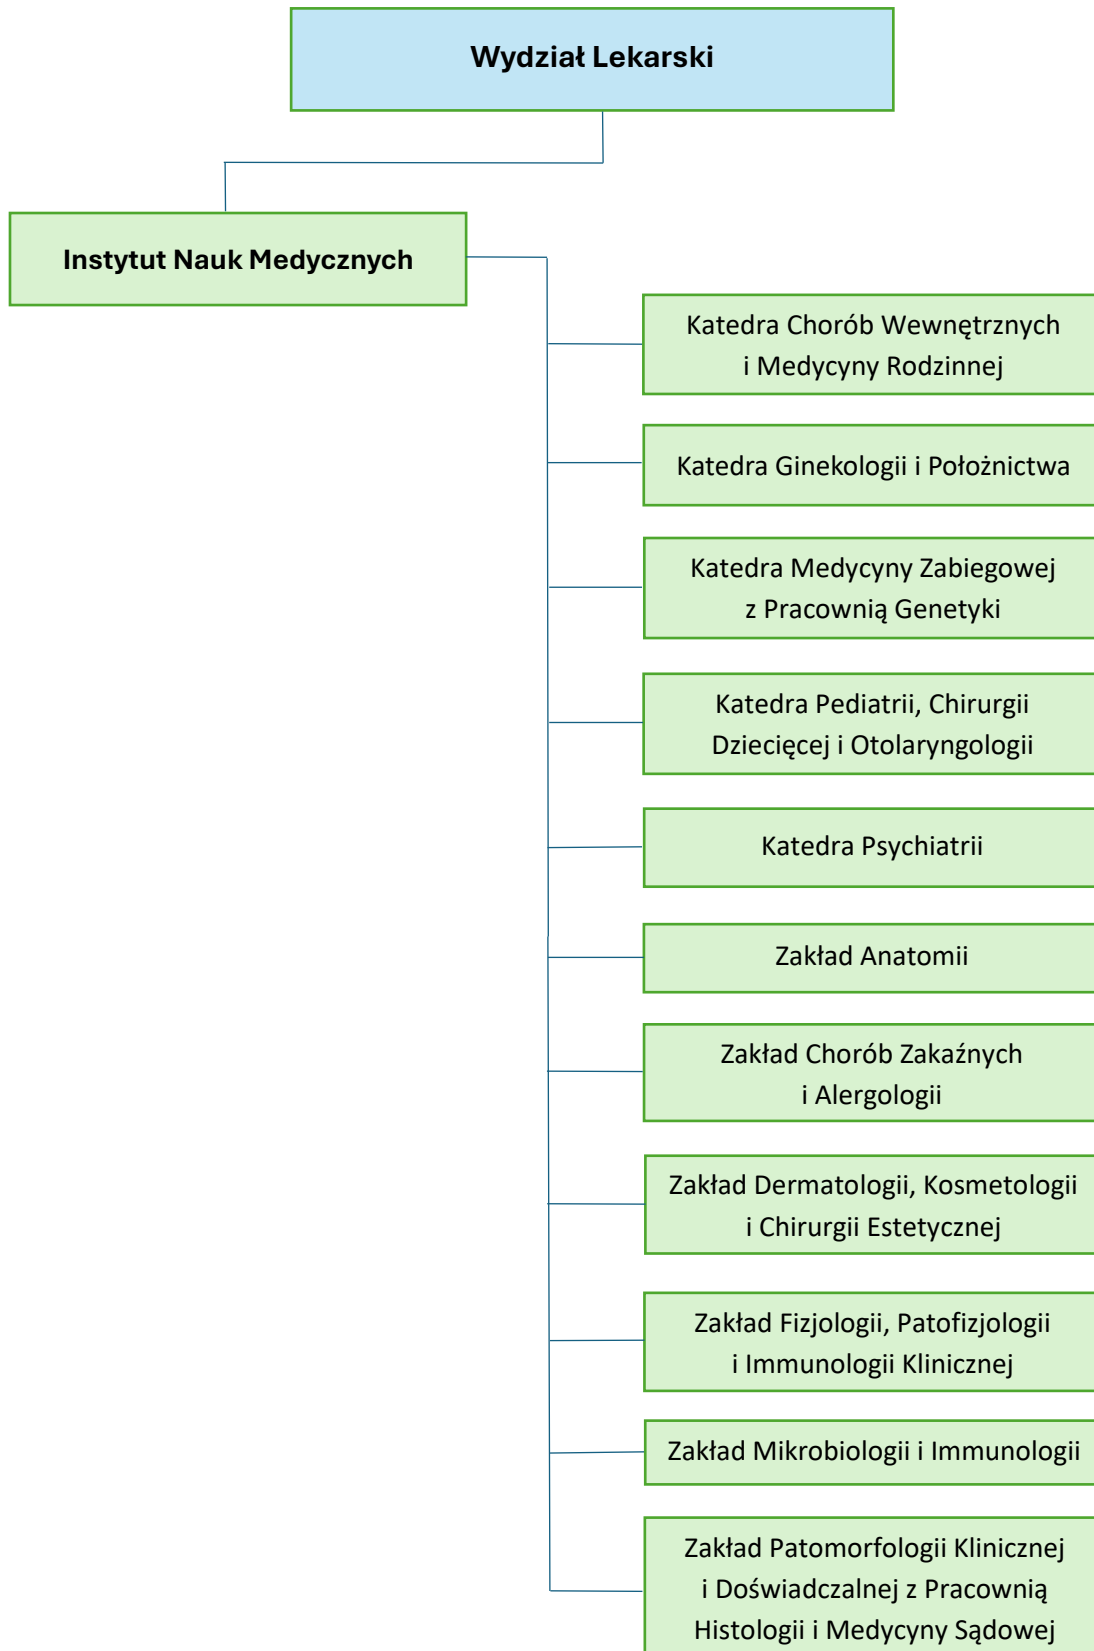 Wydział Lekarski
Instytut Nauk Medycznych
Katedra Chorób Wewnętrznych
i Medycyny Rodzinnej
Katedra Ginekologii i Położnictwa
Katedra Medycyny Zabiegowej
z Pracownią Genetyki
Katedra Pediatrii, Chirurgii
Dziecięcej i Otolaryngologii
Katedra Psychiatrii
Zakład Anatomii
Zakład Chorób Zakaźnych
i Alergologii
Zakład Dermatologii, Kosmetologii
i Chirurgii Estetycznej
Zakład Fizjologii, Patofizjologii
i Immunologii Klinicznej
Zakład Mikrobiologii i Immunologii
Zakład Patomorfologii Klinicznej
i Doświadczalnej z Pracownią
Histologii i Medycyny Sądowej